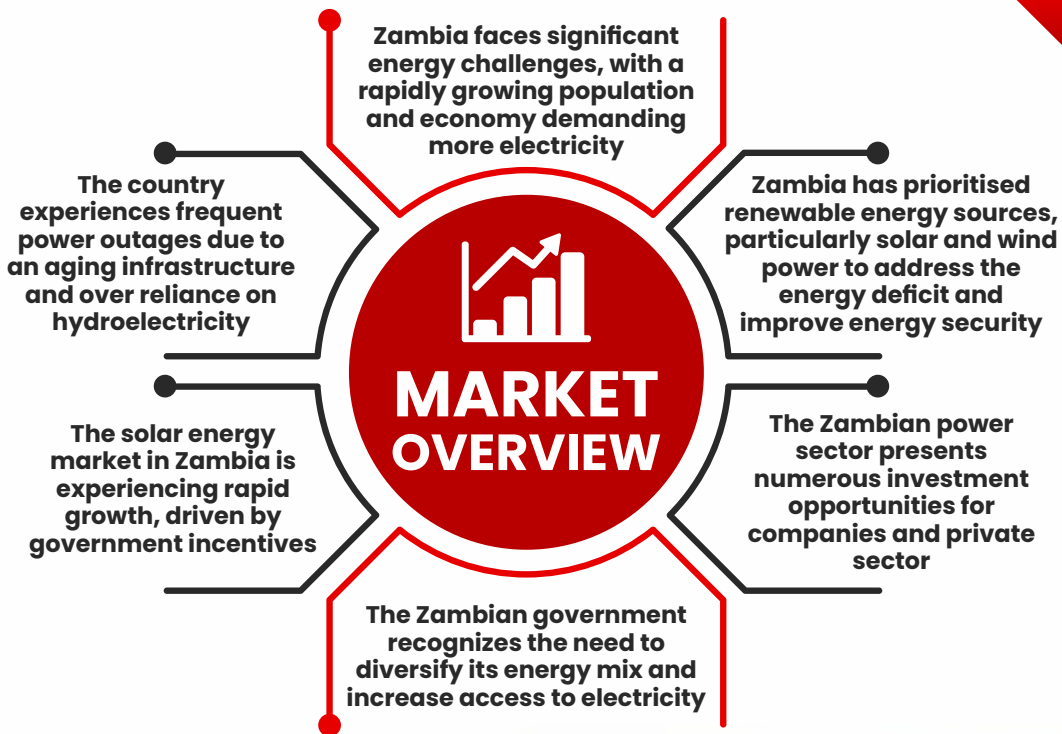 Zambia faces significant
energy challenges, with a
rapidly growing population
and economy demanding
more electricity
The country
experiences frequent
power outages due to
an aging infrastructure
and over reliance on
hydroelectricity
Zambia has prioritised
renewable energy sources,
particularly solar and wind
power to address the
energy deficit and
improve energy security
MARKET
OVERVIEW
The solar energy
market in Zambia is
experiencing rapid
growth, driven by
government incentives
The Zambian power
sector presents
numerous investment
opportunities for
companies and private
sector
The Zambian government
recognizes the need to
diversify its energy mix and
increase access to electricity